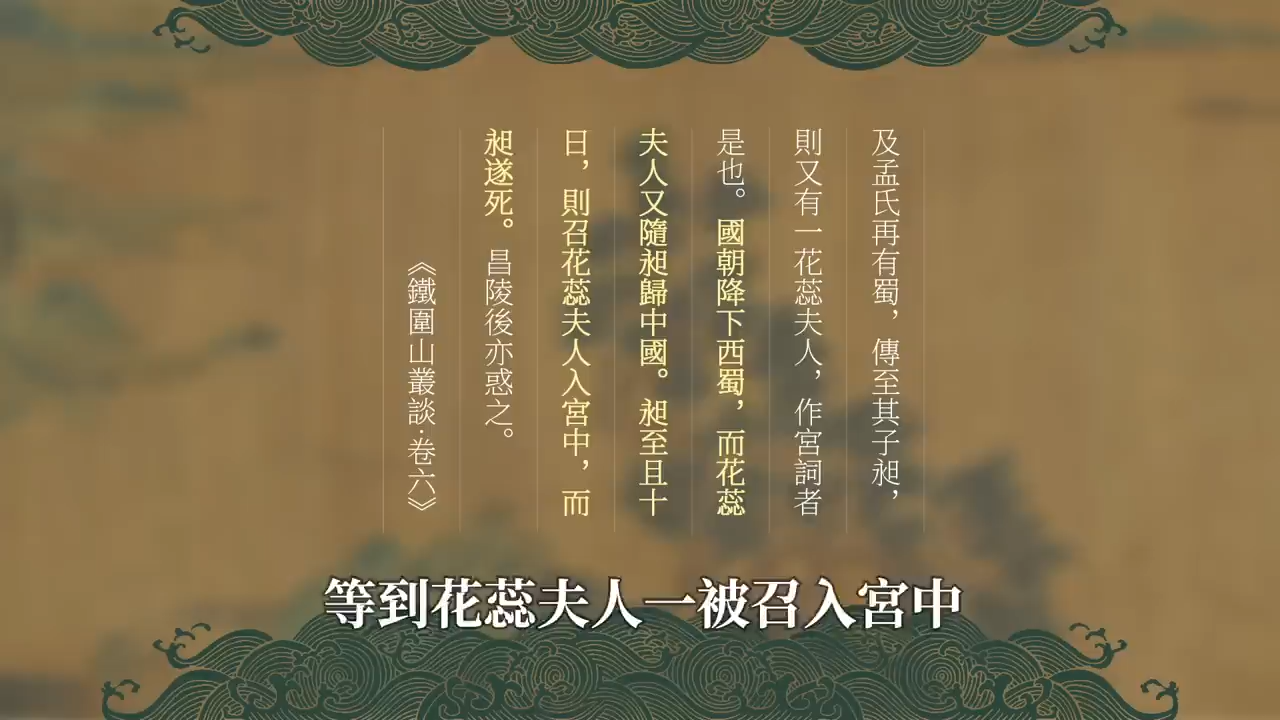 及孟氏再有蜀，傳至其子昶，
則又有一花蕊夫人，作宮詞者
是也。國朝降下西蜀，而花蕊
夫人又隨昶歸中國。昶至且十
日，則召花蕊夫人入宮中，而
昶遂死。昌陵後亦惑之。
《鐵圍山叢談·卷六》
等到花蕊夫人一被召入宮中